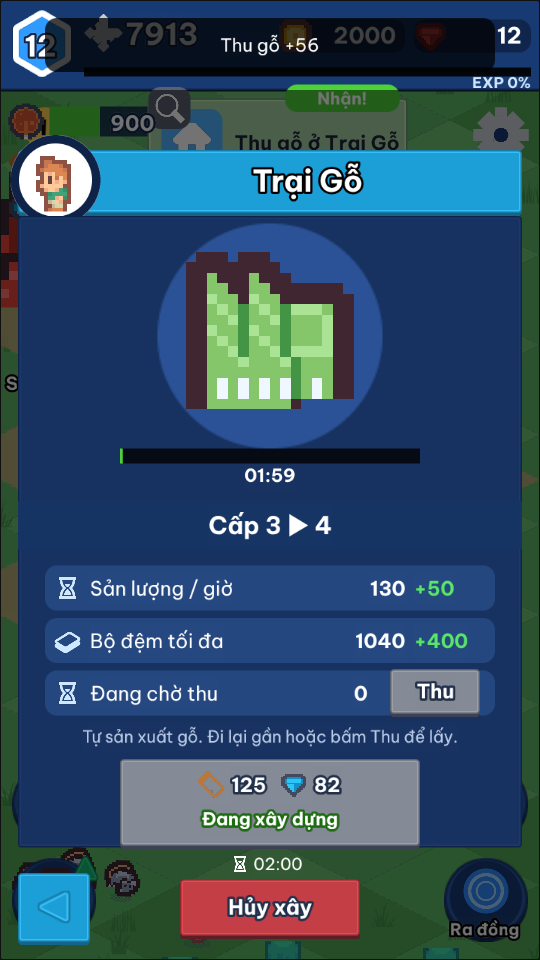 12
7913
Thu gỗ +56
2000
12
EXP 0%
900
Nhận!
Thu gỗ ở Trại Gỗ
Trại Gỗ
S
01:59
Cấp 3 ▶ 4
Sản lượng / giờ 130 +50
Bộ đệm tối đa 1040 +400
Đang chờ thu 0 Thu
Tự sản xuất gỗ. Đi lại gần hoặc bấm Thu để lấy.
125 82
Đang xây dựng
02:00
Hủy xây
Ra đồng